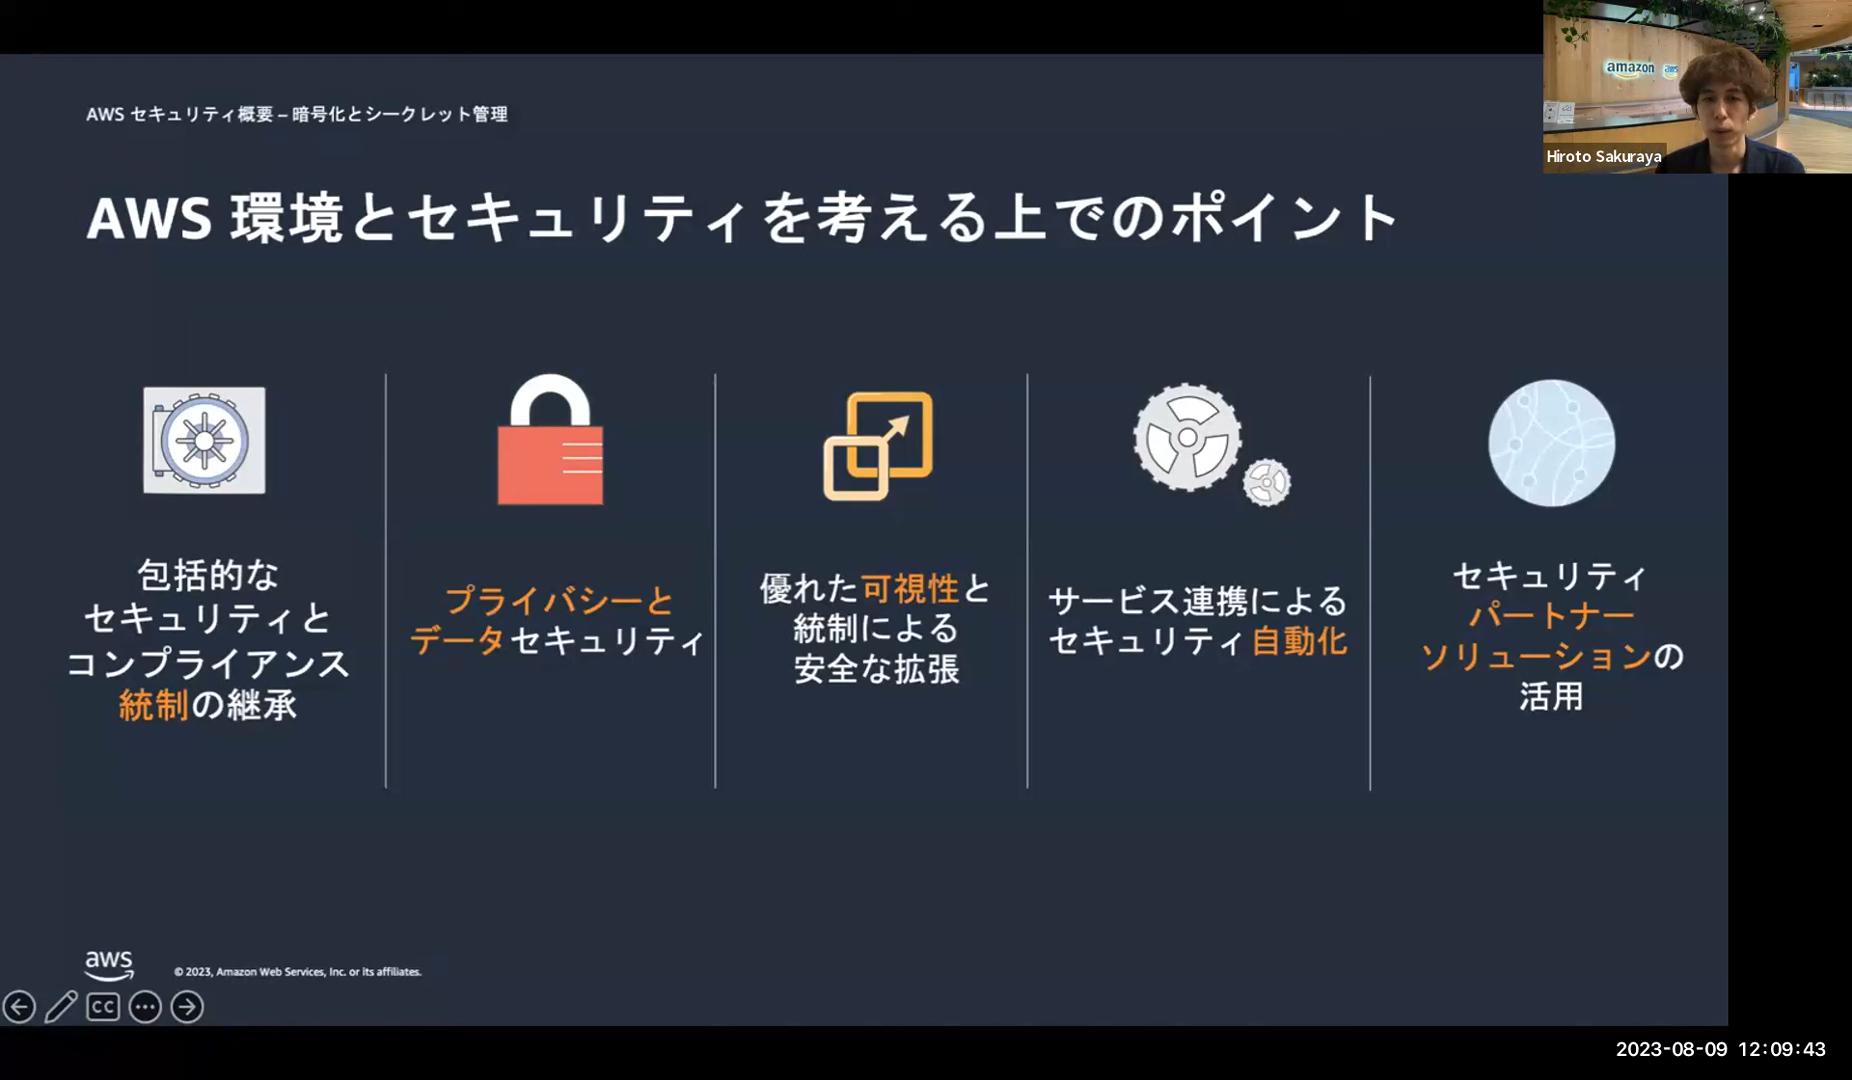 amazon
aws
Hiroto Sakuraya
AWS セキュリティ概要 – 暗号化とシークレット管理
AWS 環境とセキュリティを考える上でのポイント
包括的な
セキュリティと
コンプライアンス
統制の継承
プライバシーと
データセキュリティ
優れた可視性と
統制による
安全な拡張
サービス連携による
セキュリティ自動化
セキュリティ
パートナー
ソリューションの
活用
aws
© 2023, Amazon Web Services, Inc. or its affiliates.
CC
2023-08-09 12:09:43